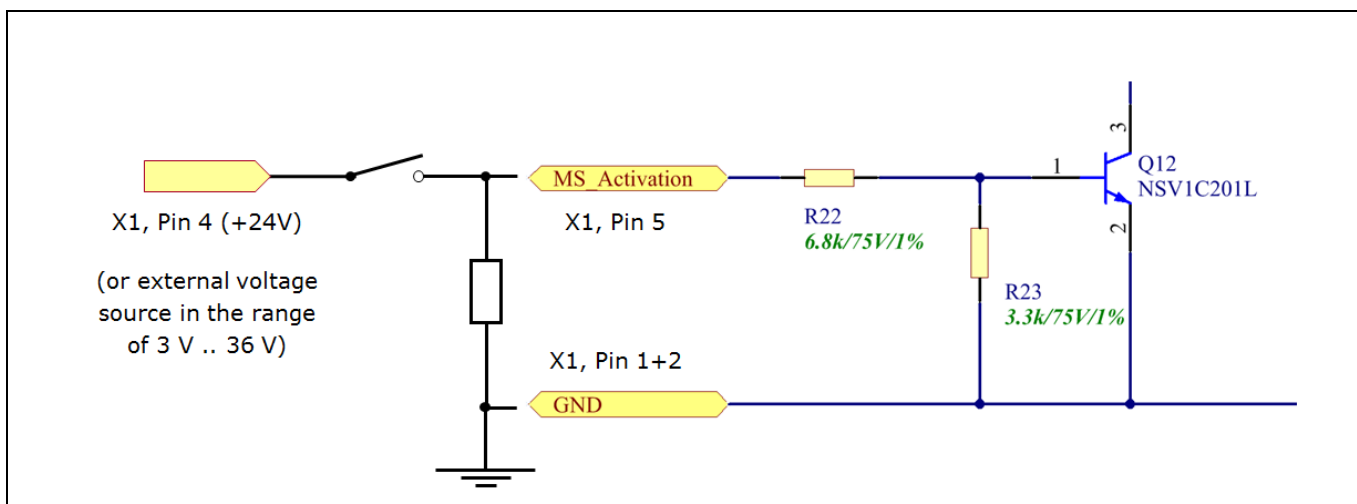 3
MS_Activation
1
Q12
NSV1C201L
X1, Pin 4 (+24V)
X1, Pin 5
R22
6.8k/75V/1%
2
(or external voltage
source in the range
of 3 V .. 36 V)
R23
3.3k/75V/1%
X1, Pin 1+2
GND